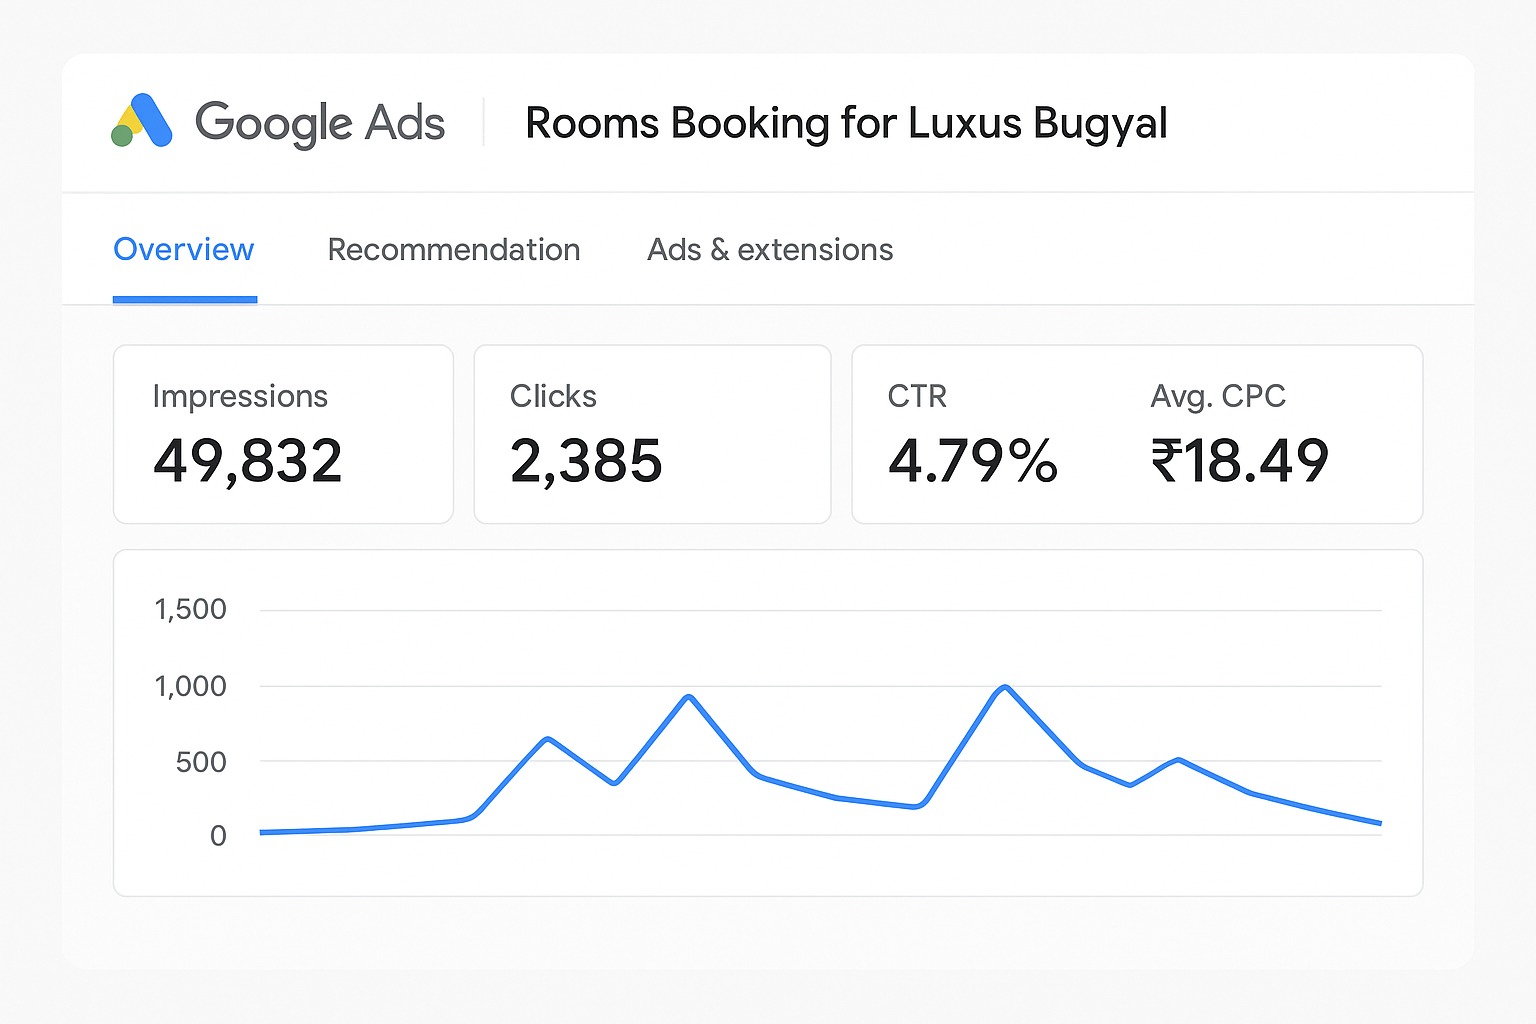 Google Ads
Rooms Booking for Luxus Bugyal
Overview
Recommendation
Ads & extensions
Impressions
49,832
Clicks
2,385
CTR
4.79%
Avg. CPC
₹18.49
1,500
1,000
500
0